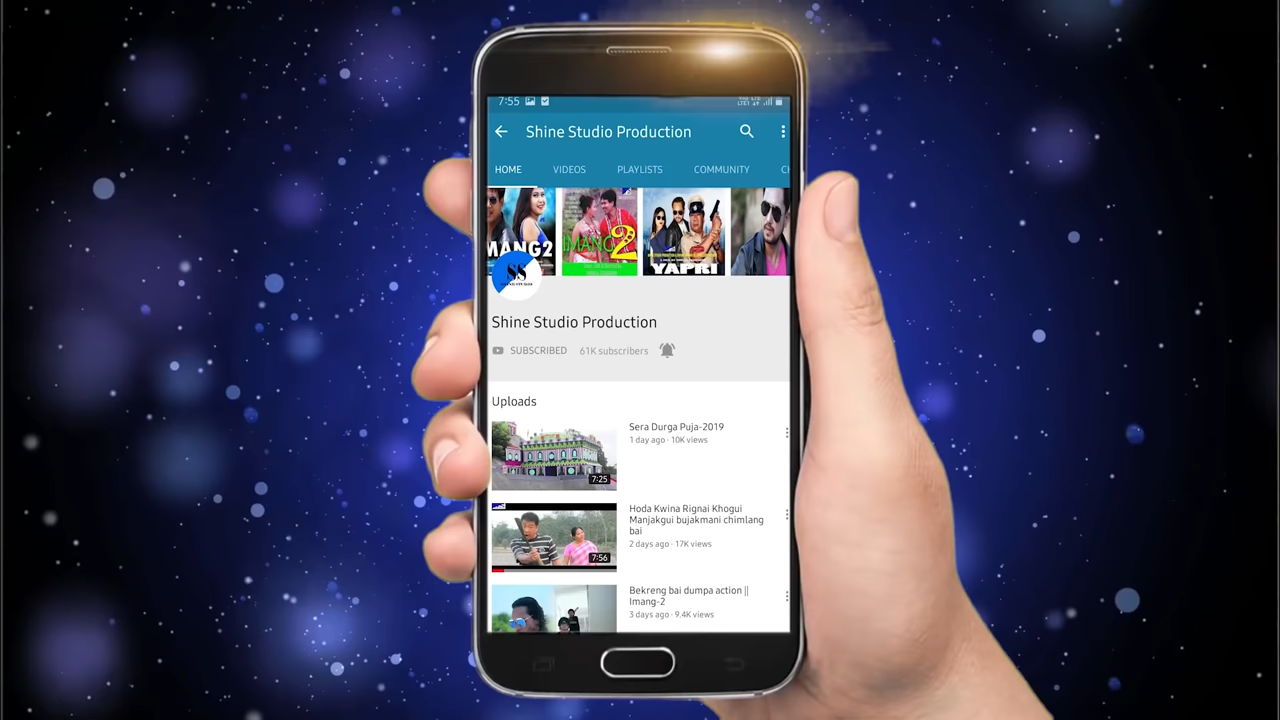 7:55
Shine Studio Production
HOME VIDEOS PLAYLISTS COMMUNITY
MANG2
IMANG 2
YAPRI
SS
Shine Studio Production
SUBSCRIBED 61K subscribers
Uploads
Sera Durga Puja-2019
1 day ago · 10K views
7:25
Hoda Kwina Rignai Khogui
Manjakgui bujakmani chimlang
bai
2 days ago · 17K views
7:56
Bekreng bai dumpa action ||
Imang-2
3 days ago · 9.4K views